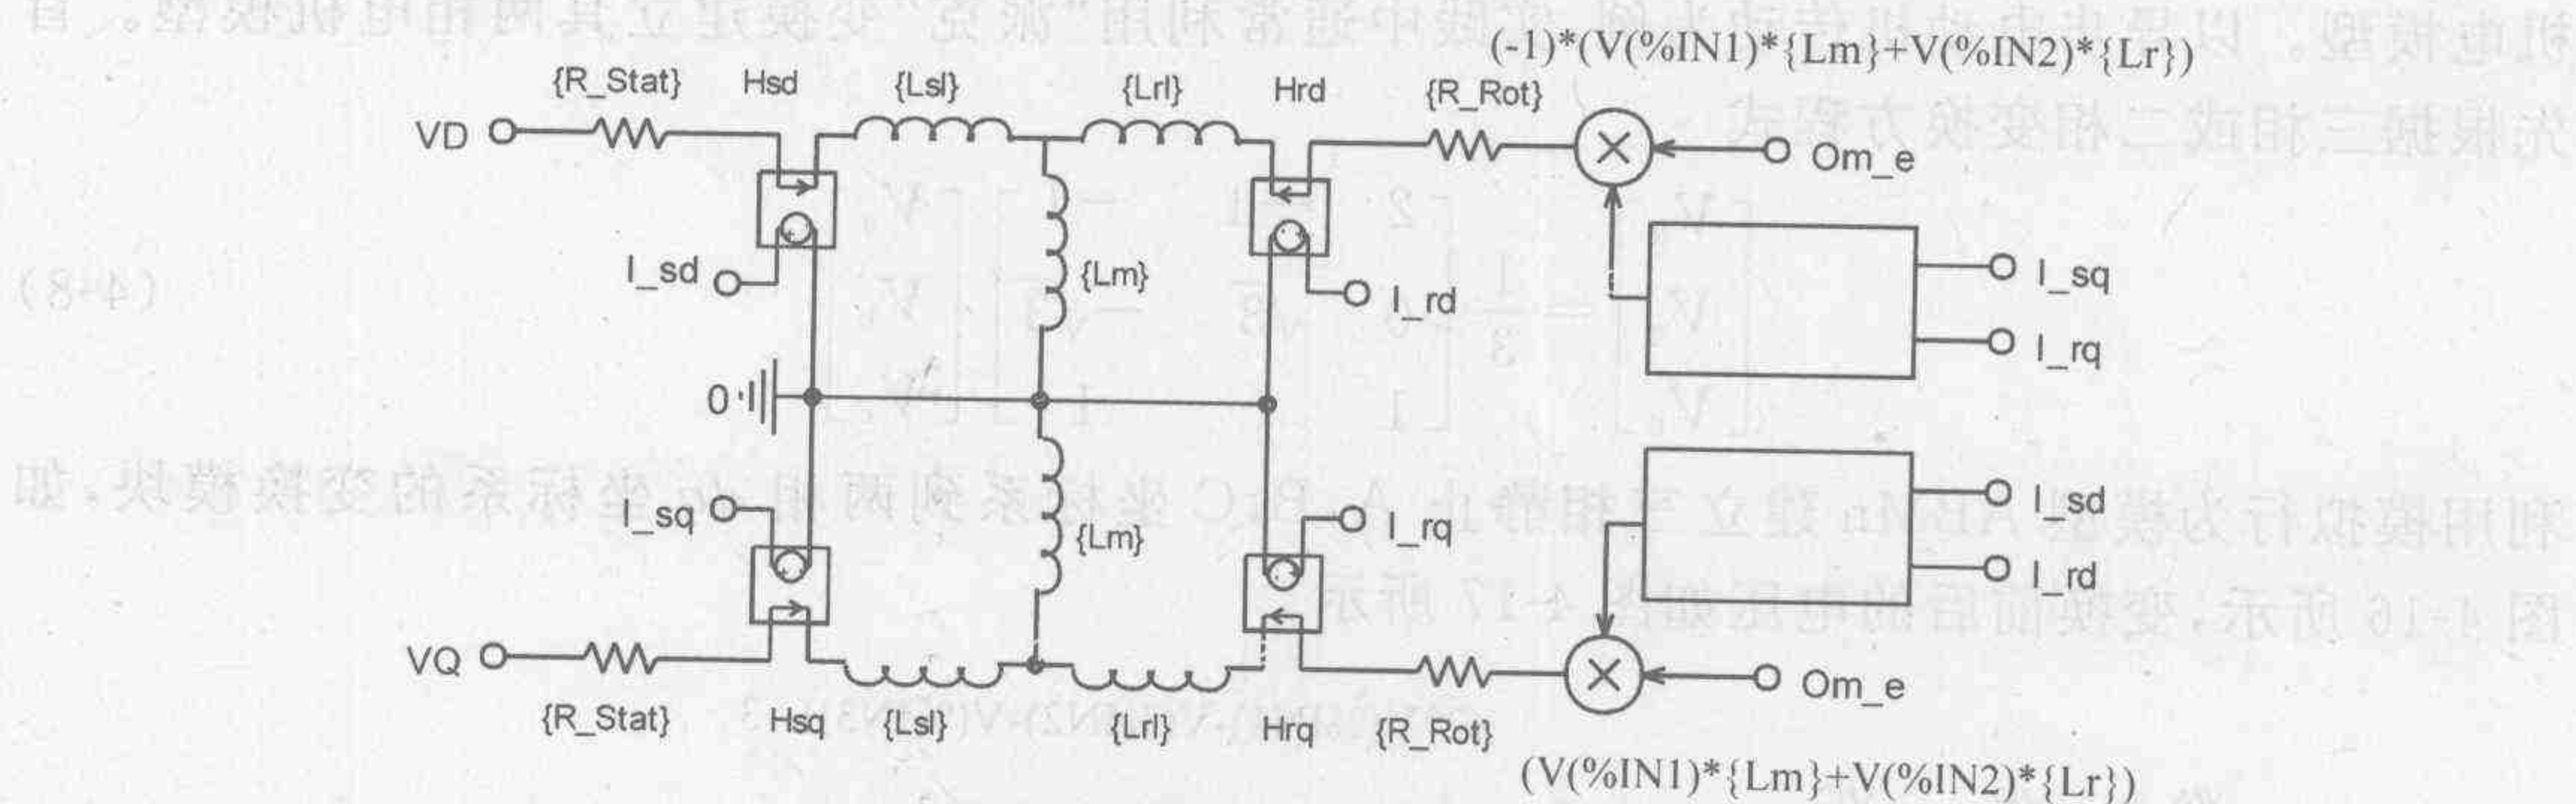 (-1)*(V(%IN1)*{Lm}+V(%IN2)*{Lr})
{R_Stat} Hsd {Lsl} {Lrl} Hrd {R_Rot}
VD
Om_e
I_sd
{Lm}
I_rd
I_sq
I_rq
0
I_sq
{Lm}
I_rq
I_sd
I_rd
VQ
Om_e
{R_Stat} Hsq {Lsl} {Lrl} Hrq {R_Rot}
(V(%IN1)*{Lm}+V(%IN2)*{Lr})